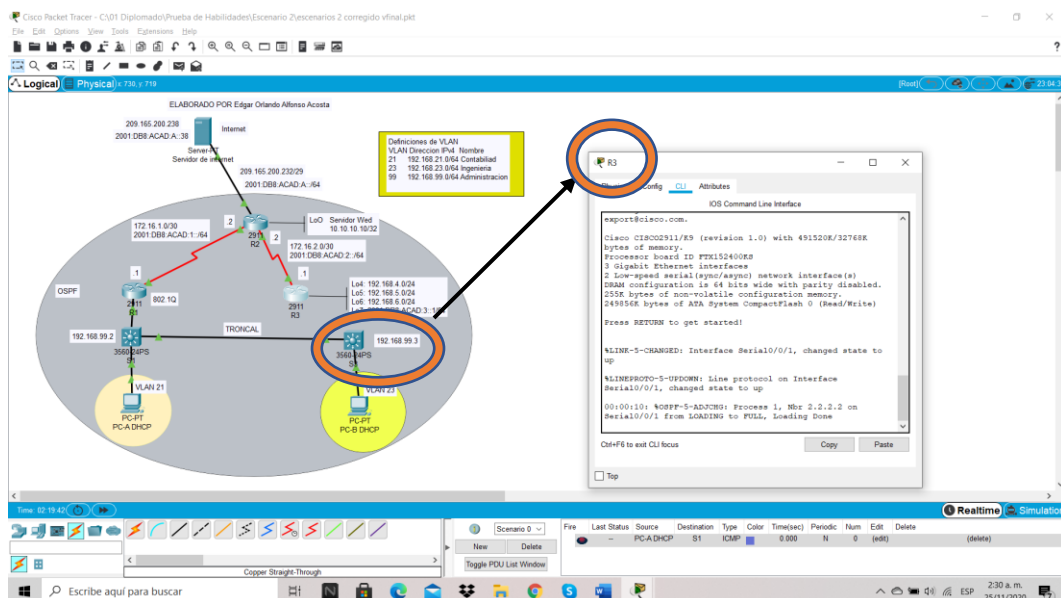 Cisco Packet Tracer - C:\01 Diplomado\Prueba de Habilidades\Escenario 2\escenarios 2 corregido vfinal.pkt
File Edit Options View Tools Extensions Help
Logical
Physical
x: 730, y: 719
[Root]
ELABORADO POR Edgar Orlando Alfonso Acosta
209.165.200.238
2001:DB8:ACAD:A::38
Internet
Server-PT
Servidor de internet
Definiciones de VLAN
VLAN Direccion IPv4 Nombre
21 192.168.21.0/64 Contabiliad
23 192.168.23.0/64 Ingenieria
99 192.168.99.0/64 Administracion
209.165.200.232/29
2001:DB8:ACAD:A::/64
172.16.1.0/30
2001:DB8:ACAD:1::/64
.2
R2
.2
Lo0 Senidor Wed
10.10.10.10/32
172.16.2.0/30
2001:DB8:ACAD:2::/64
.1
.1
OSPF
802.1Q
2911
R1
2911
R3
Lo4: 192.168.4.0/24
Lo5: 192.168.5.0/24
Lo6: 192.168.6.0/24
192.168.99.2
TRONCAL
192.168.99.3
S1
VLAN 21
VLAN 23
PC-PT
PC-A DHCP
PC-PT
PC-B DHCP
R3
Config CLI Attributes
IOS Command Line Interface
export@cisco.com.
Cisco CISCO2911/K9 (revision 1.0) with 491520K/32768K
bytes of memory.
Processor board ID FTX152400KS
3 Gigabit Ethernet interfaces
2 Low-speed serial(sync/async) network interface(s)
DRAM configuration is 64 bits wide with parity disabled.
255K bytes of non-volatile configuration memory.
249856K bytes of ATA System CompactFlash 0 (Read/Write)
Press RETURN to get started!
%LINK-5-CHANGED: Interface Serial0/0/1, changed state to
up
%LINEPROTO-5-UPDOWN: Line protocol on Interface
Serial0/0/1, changed state to up
00:00:10: %OSPF-5-ADJCHG: Process 1, Nbr 2.2.2.2 on
Serial0/0/1 from LOADING to FULL, Loading Done
Ctrl+F6 to exit CLI focus
Copy
Paste
Top
Time: 02:19:42
Realtime
Simulation
Scenario 0
New
Delete
Toggle PDU List Window
Fire Last Status Source Destination Type Color Time(sec) Periodic Num Edit Delete
-- PC-A DHCP S1 ICMP 0.000 N 0 (edit) (delete)
Copper Straight-Through
Escribe aquí para buscar
ESP
2:30 a. m.
25/11/2020